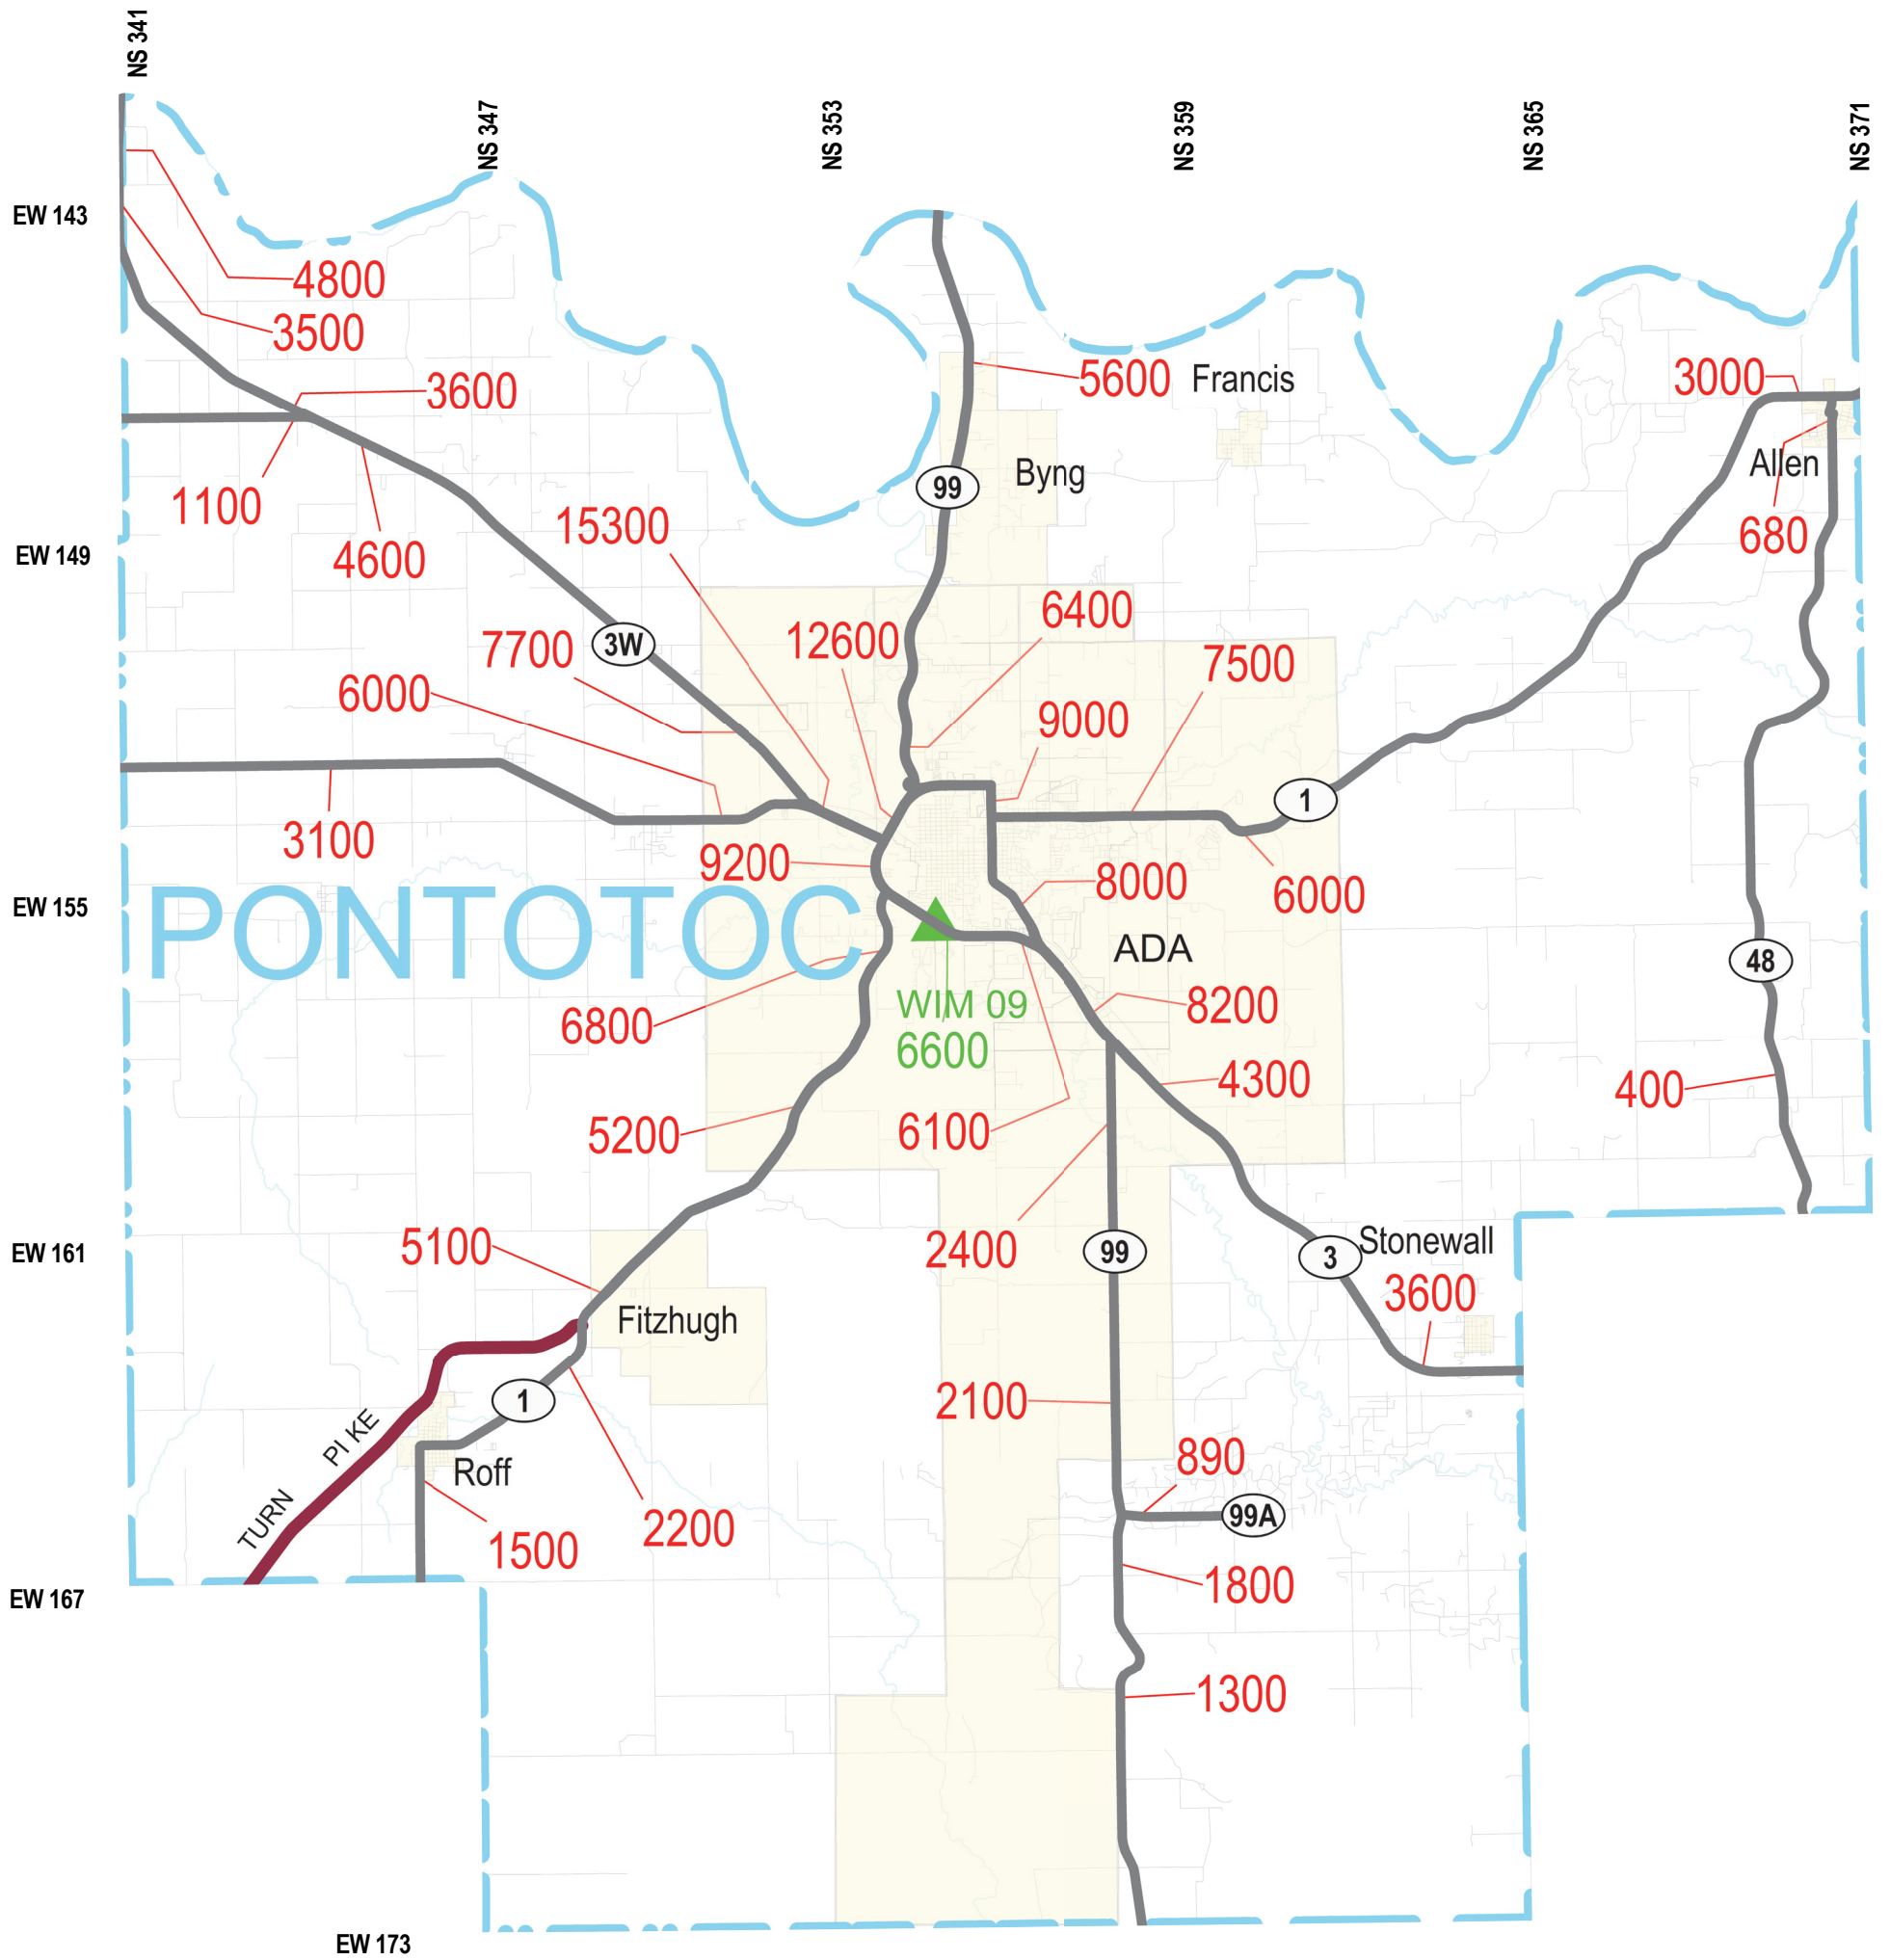 NS 341
NS 347
NS 353
NS 359
NS 365
NS 371
EW 143
4800
3500
3600
5600
Francis
3000
Byng
Allen
99
1100
15300
680
4600
EW 149
6400
12600
3W
7700
7500
6000
9000
1
3100
9200
8000
6000
EW 155
PONTOTOC
ADA
48
WIM 09
8200
6800
6600
4300
400
5200
6100
5100
2400
99
3
Stonewall
EW 161
3600
Fitzhugh
1
2100
TURN PI KE
Roff
890
99A
2200
1500
1800
EW 167
1300
EW 173